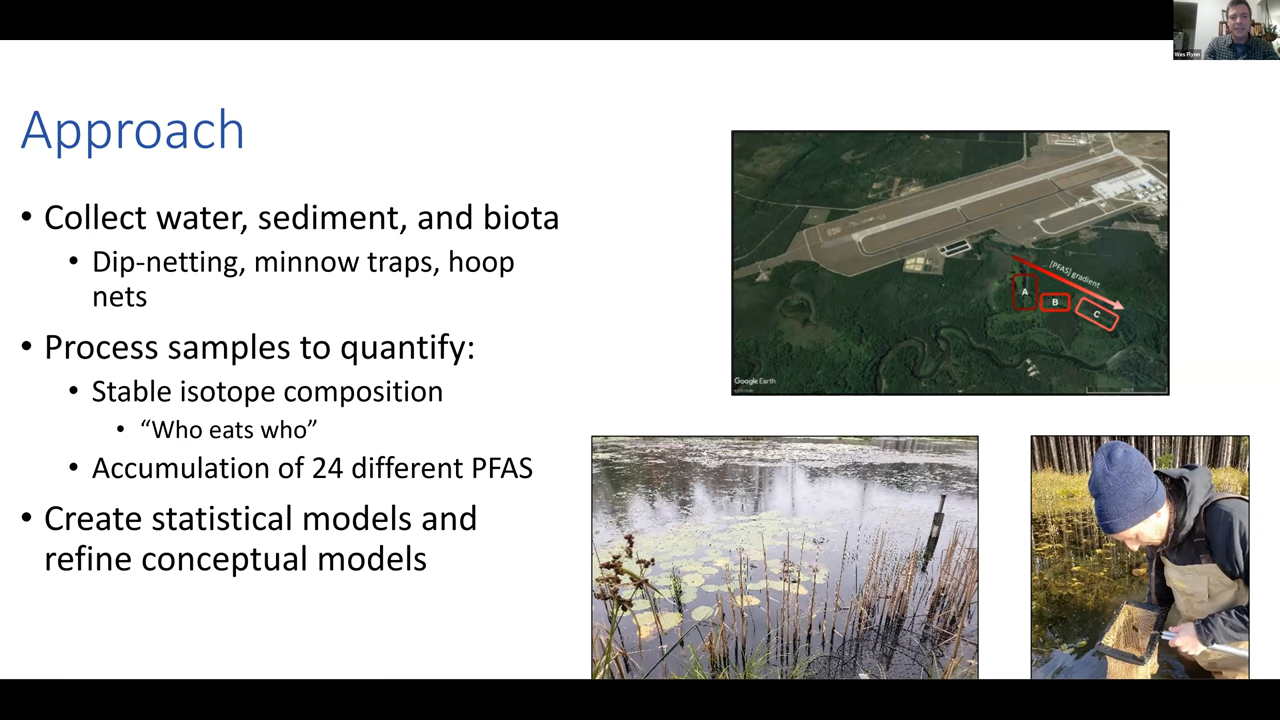 Wes Flynn
Approach
• Collect water, sediment, and biota
• Dip-netting, minnow traps, hoop
nets
• Process samples to quantify:
• Stable isotope composition
• “Who eats who”
• Accumulation of 24 different PFAS
• Create statistical models and
refine conceptual models
[PFAS] gradient
A
B
C
Google Earth